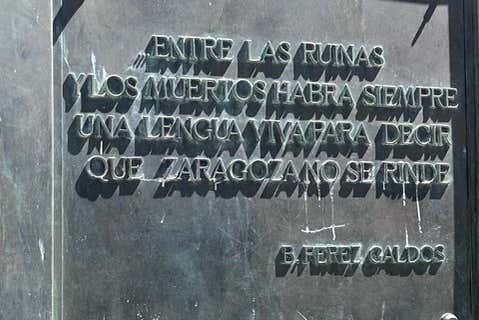 ENTRE LAS RUINAS
Y LOS MUERTOS HABRA SIEMPRE
UNA LENGUA VIVA PARA DECIR
QUE ZARAGOZA NO SE RINDE
B. PEREZ GALDOS